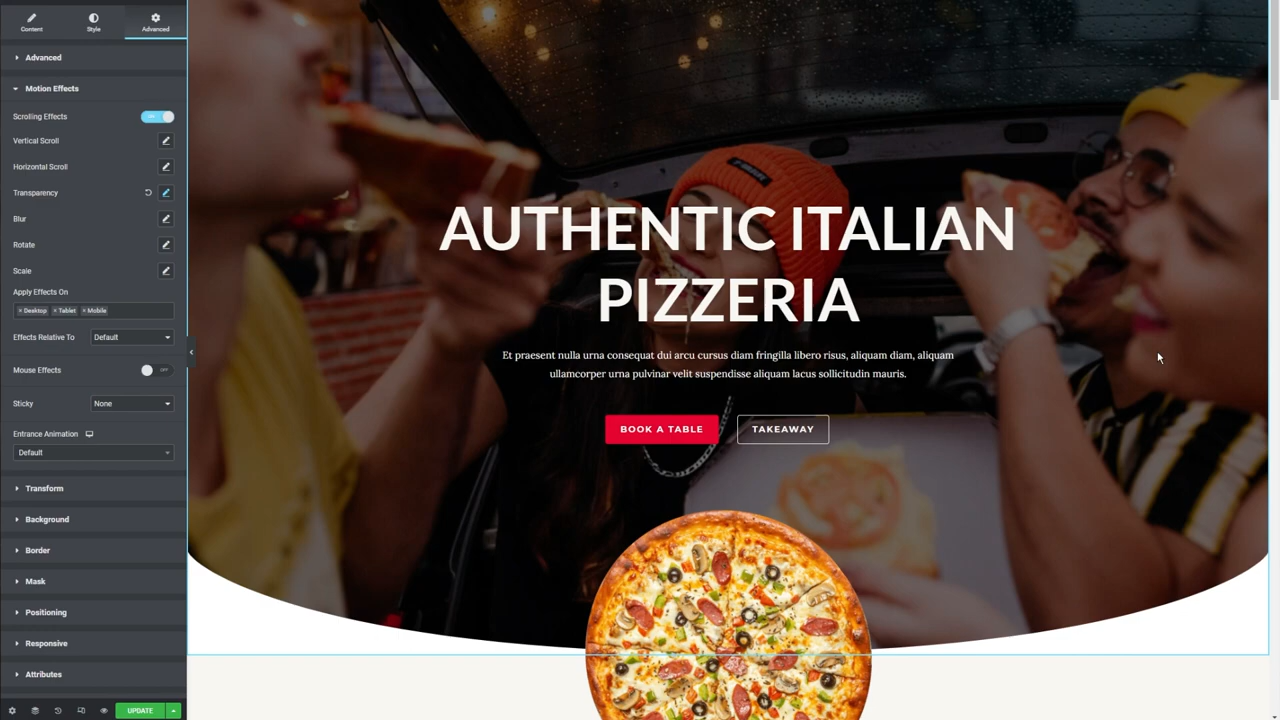 Content
Style
Advanced
Advanced
Motion Effects
Scrolling Effects
ON
Vertical Scroll
Horizontal Scroll
Transparency
Blur
Rotate
Scale
Apply Effects On
× Desktop × Tablet × Mobile
Effects Relative To Default
Mouse Effects OFF
Sticky None
Entrance Animation
Default
Transform
Background
Border
Mask
Positioning
Responsive
Attributes
UPDATE
AUTHENTIC ITALIAN
PIZZERIA
Et praesent nulla urna consequat dui arcu cursus diam fringilla libero risus, aliquam diam, aliquam
ullamcorper urna pulvinar velit suspendisse aliquam lacus sollicitudin mauris.
BOOK A TABLE
TAKEAWAY